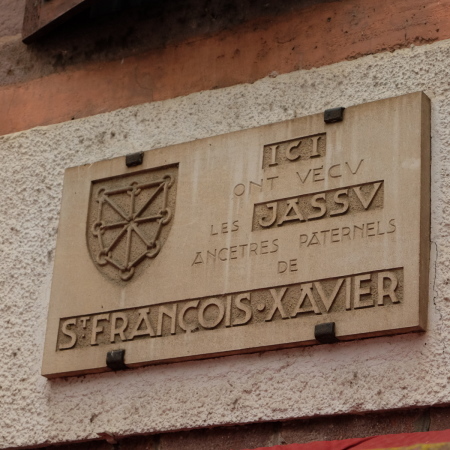 ICI
ONT VECV
LES JASSV
ANCETRES PATERNELS
DE
ST FRANÇOIS·XAVIER